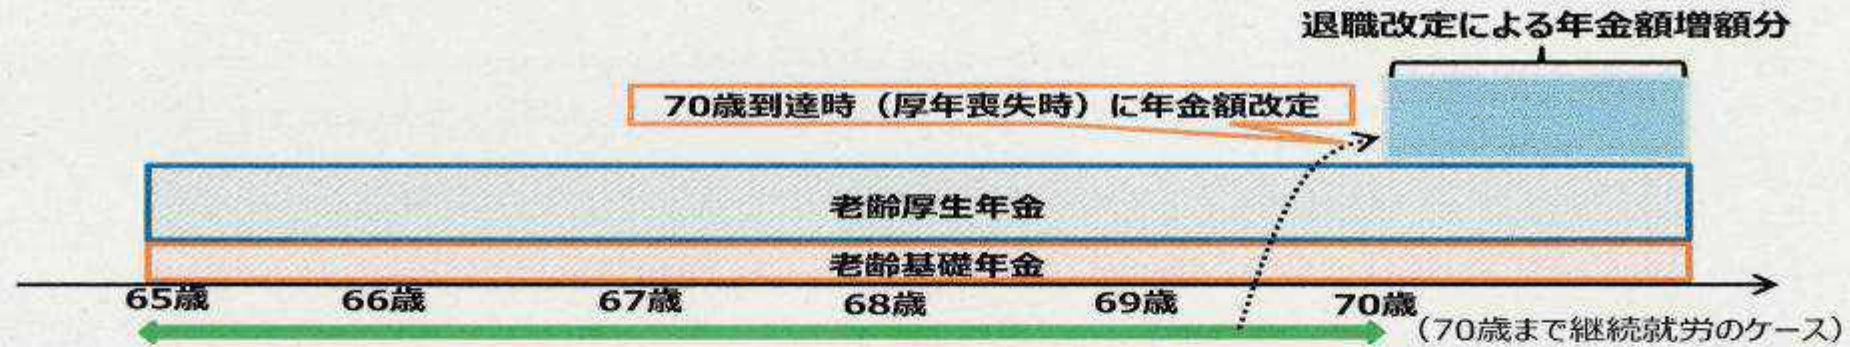 退職改定による年金額増額分
70歳到達時（厚年喪失時）に年金額改定
老齢厚生年金
老齢基礎年金
65歳 66歳 67歳 68歳 69歳 70歳
（70歳まで継続就労のケース）